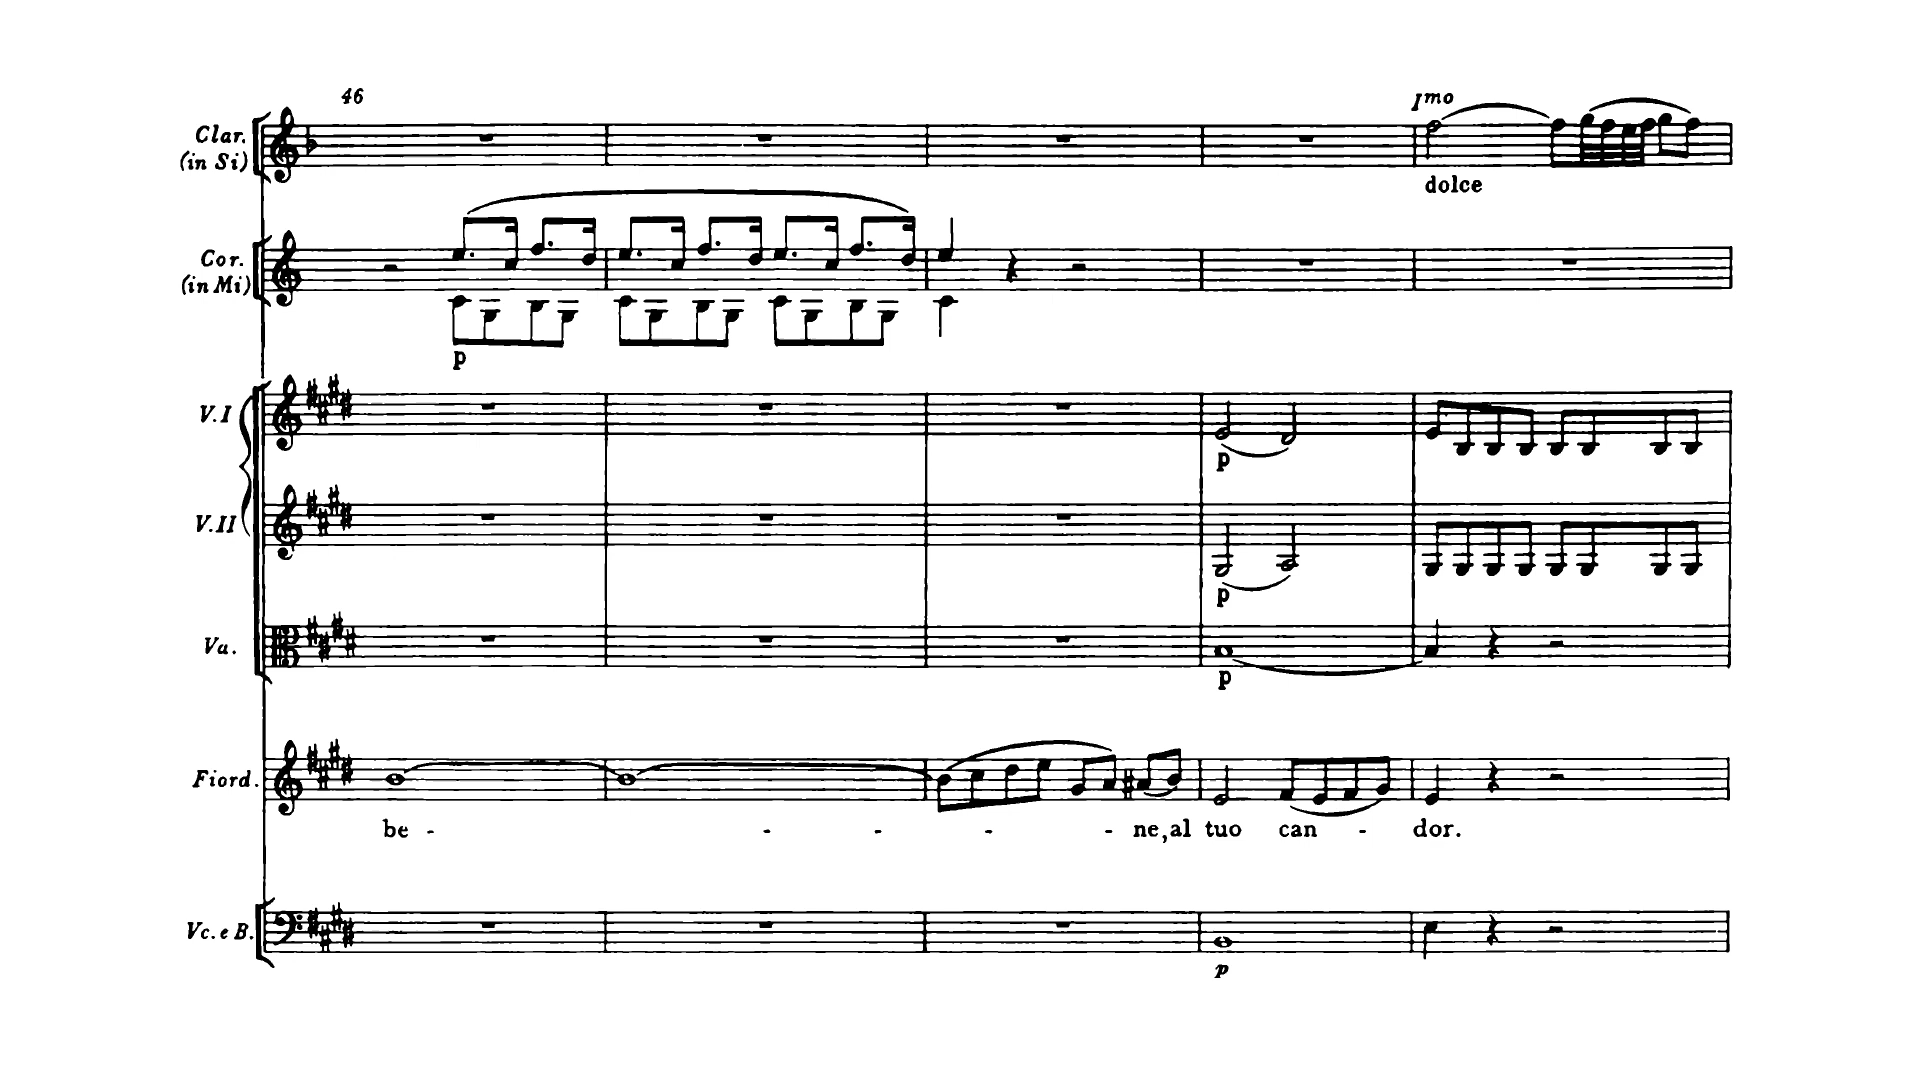 46
Imo
Clar.
(in Si)
dolce
Cor.
(in Mi)
p
V.I
p
V.II
p
Va.
p
Fiord.
be - - - - - ne, al tuo can - dor.
Vc. e B.
p